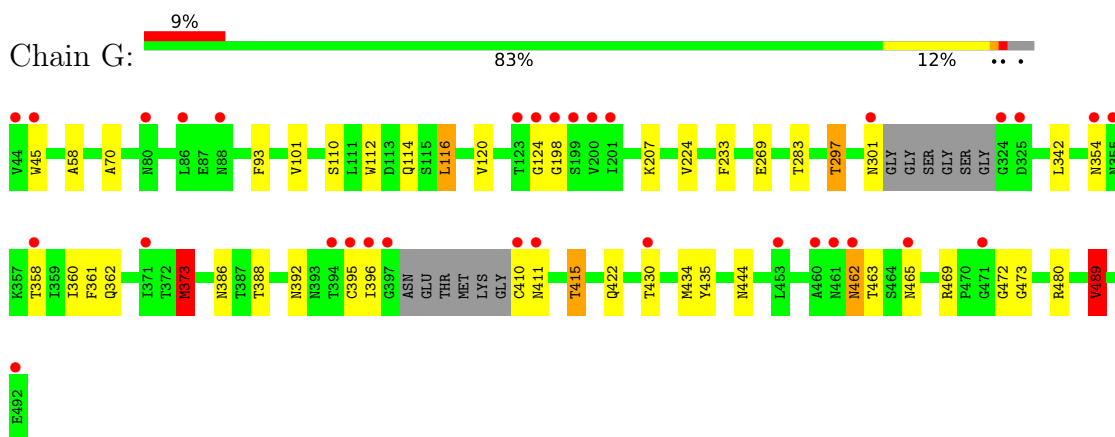 9%
Chain G:
83% 12% •• •
V44 W45 A58 A70 N80 L86 E87 N88 F93 V101 S110 L111 W112 D113 Q114 S115 L116 V120 T123 G124 G198 S199 V200 I201 K207 V224 F233 E269 T283 T297 N301 GLY GLY SER GLY SER SER GLY G324 D325 L342 N354 N355
K357 T358 I359 I360 F361 Q362 I371 T372 M373 N386 T387 T388 N392 N393 T394 C395 I396 G397 ASN GLU THR MET LYS GLY C410 N411 T415 Q422 T430 M434 Y435 N444 L453 A460 N461 N462 T463 S464 N465 R469 P470 G471 G472 G473 R480 V489
E492